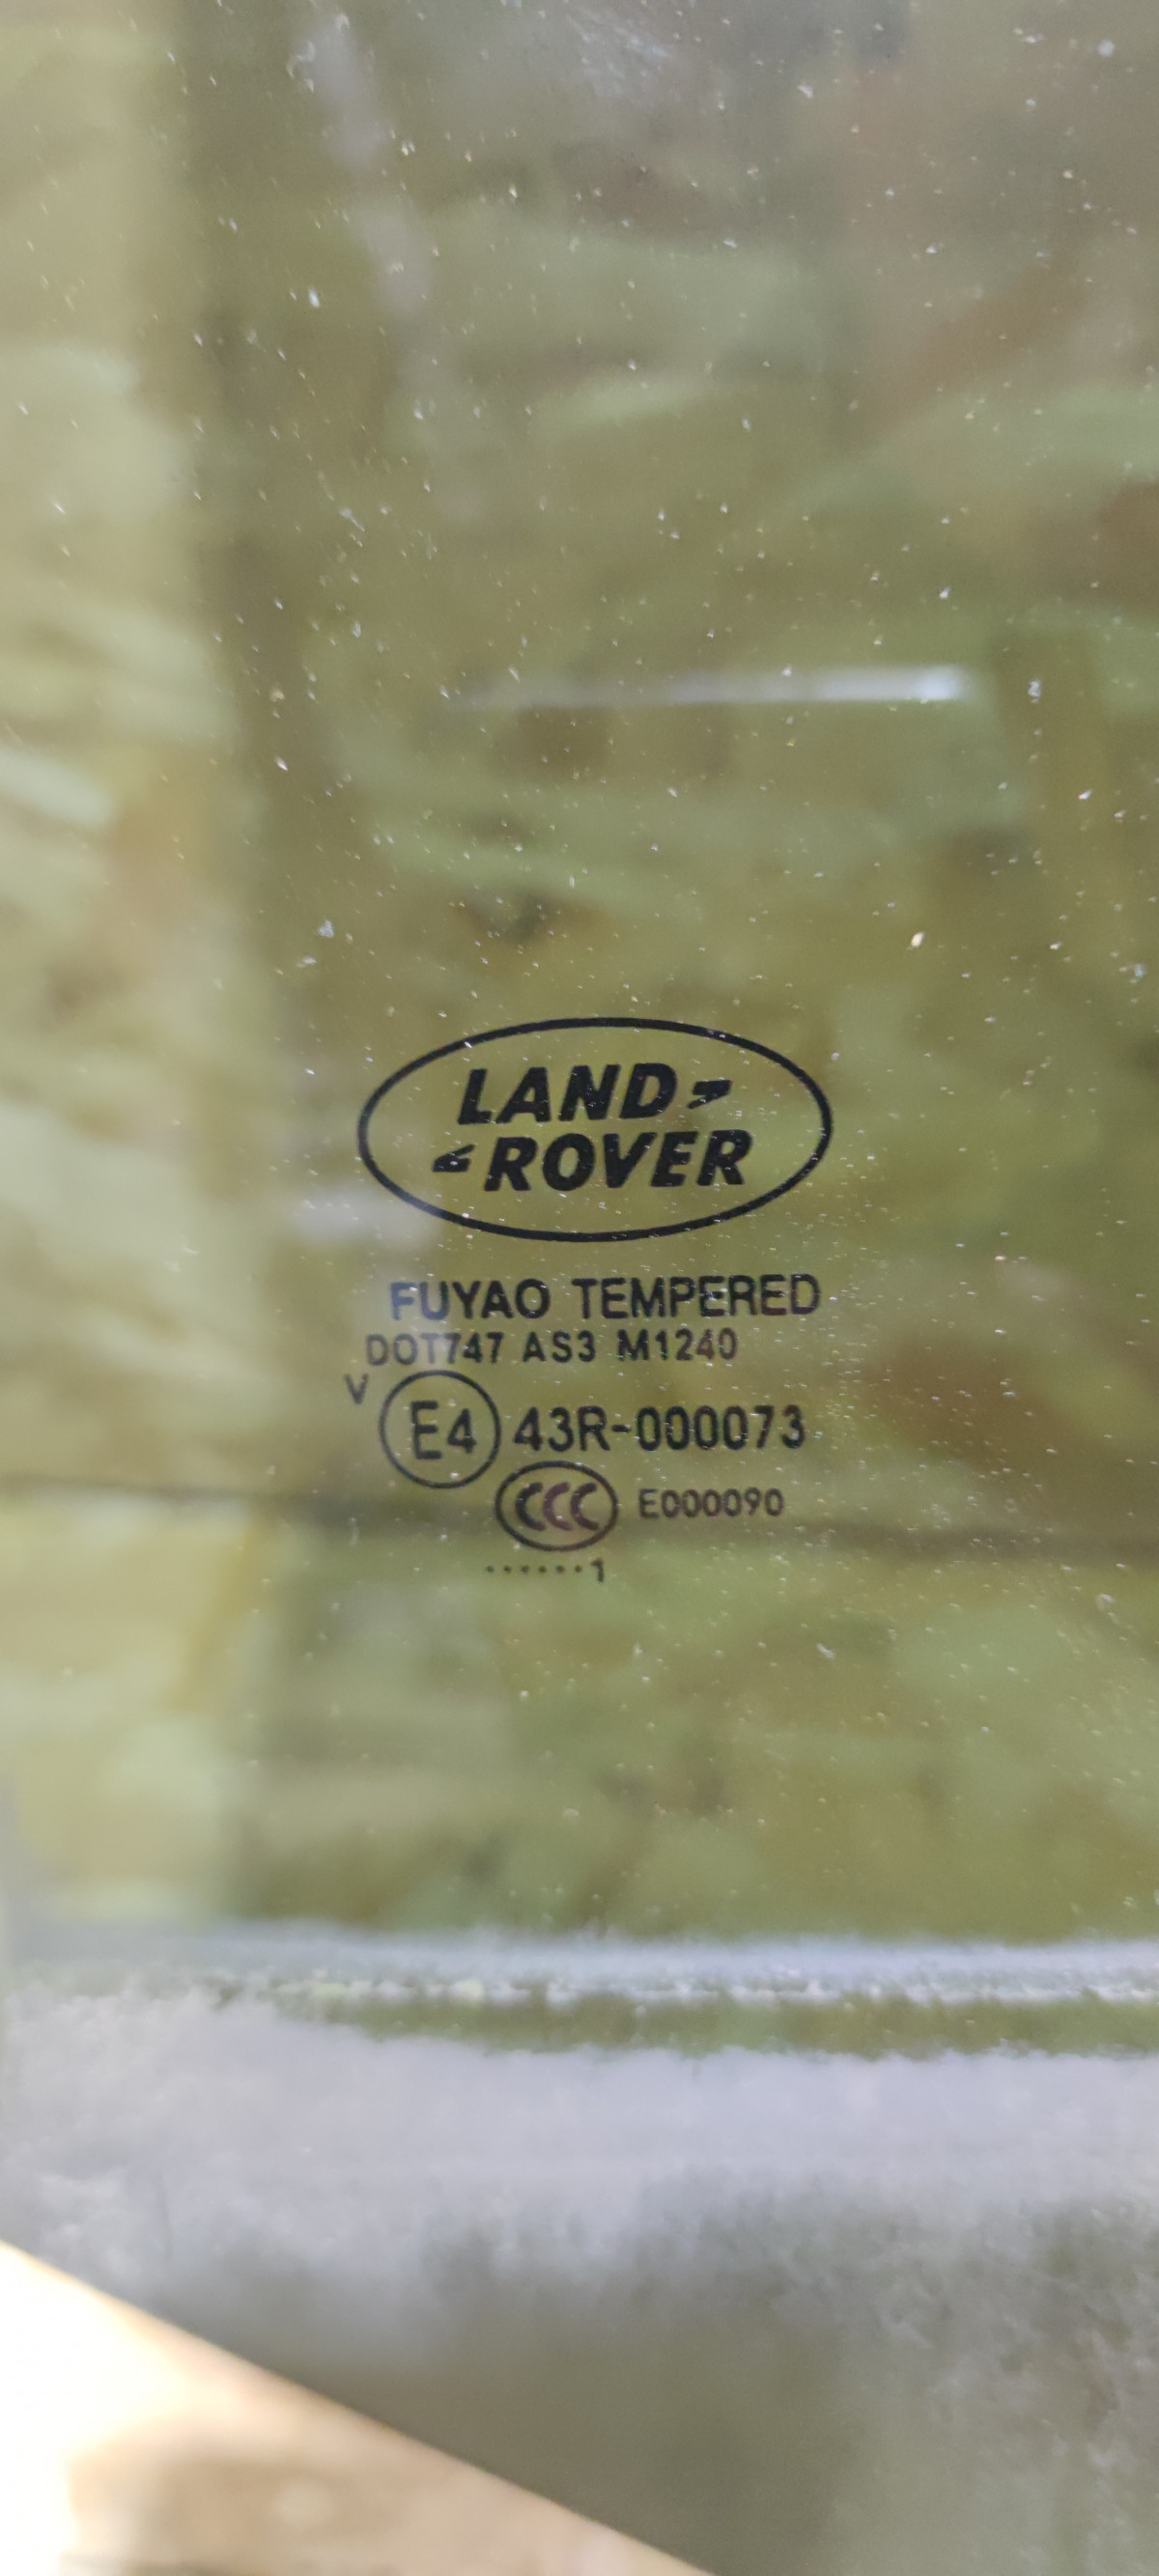 LAND
ROVER
FUYAO TEMPERED
DOT747 AS3 M1240
V E4 43R-000073
CCC E000090
······1